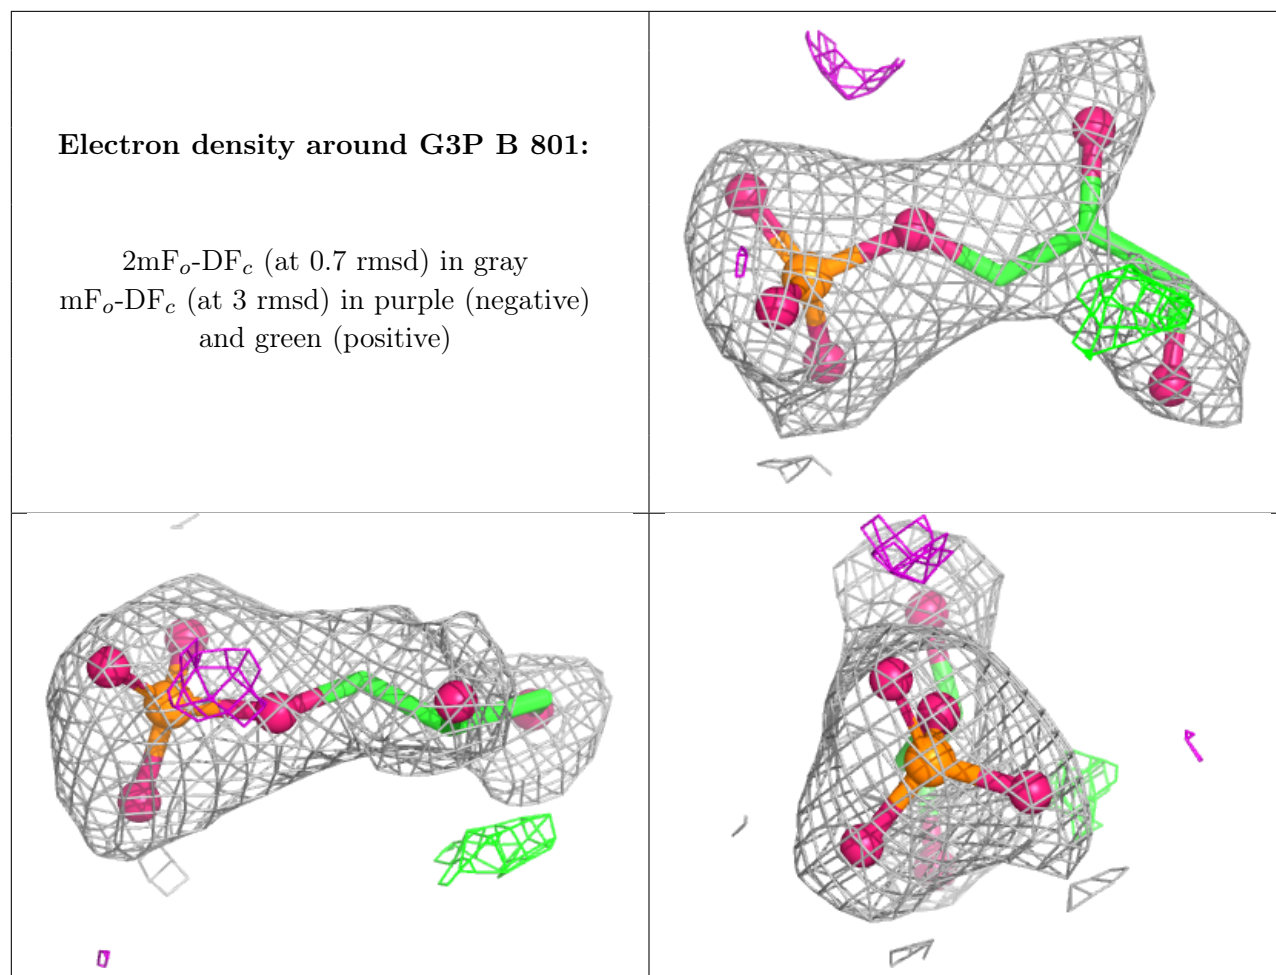 Electron density around G3P B 801:
2mFo-DFc (at 0.7 rmsd) in gray
mFo-DFc (at 3 rmsd) in purple (negative)
and green (positive)